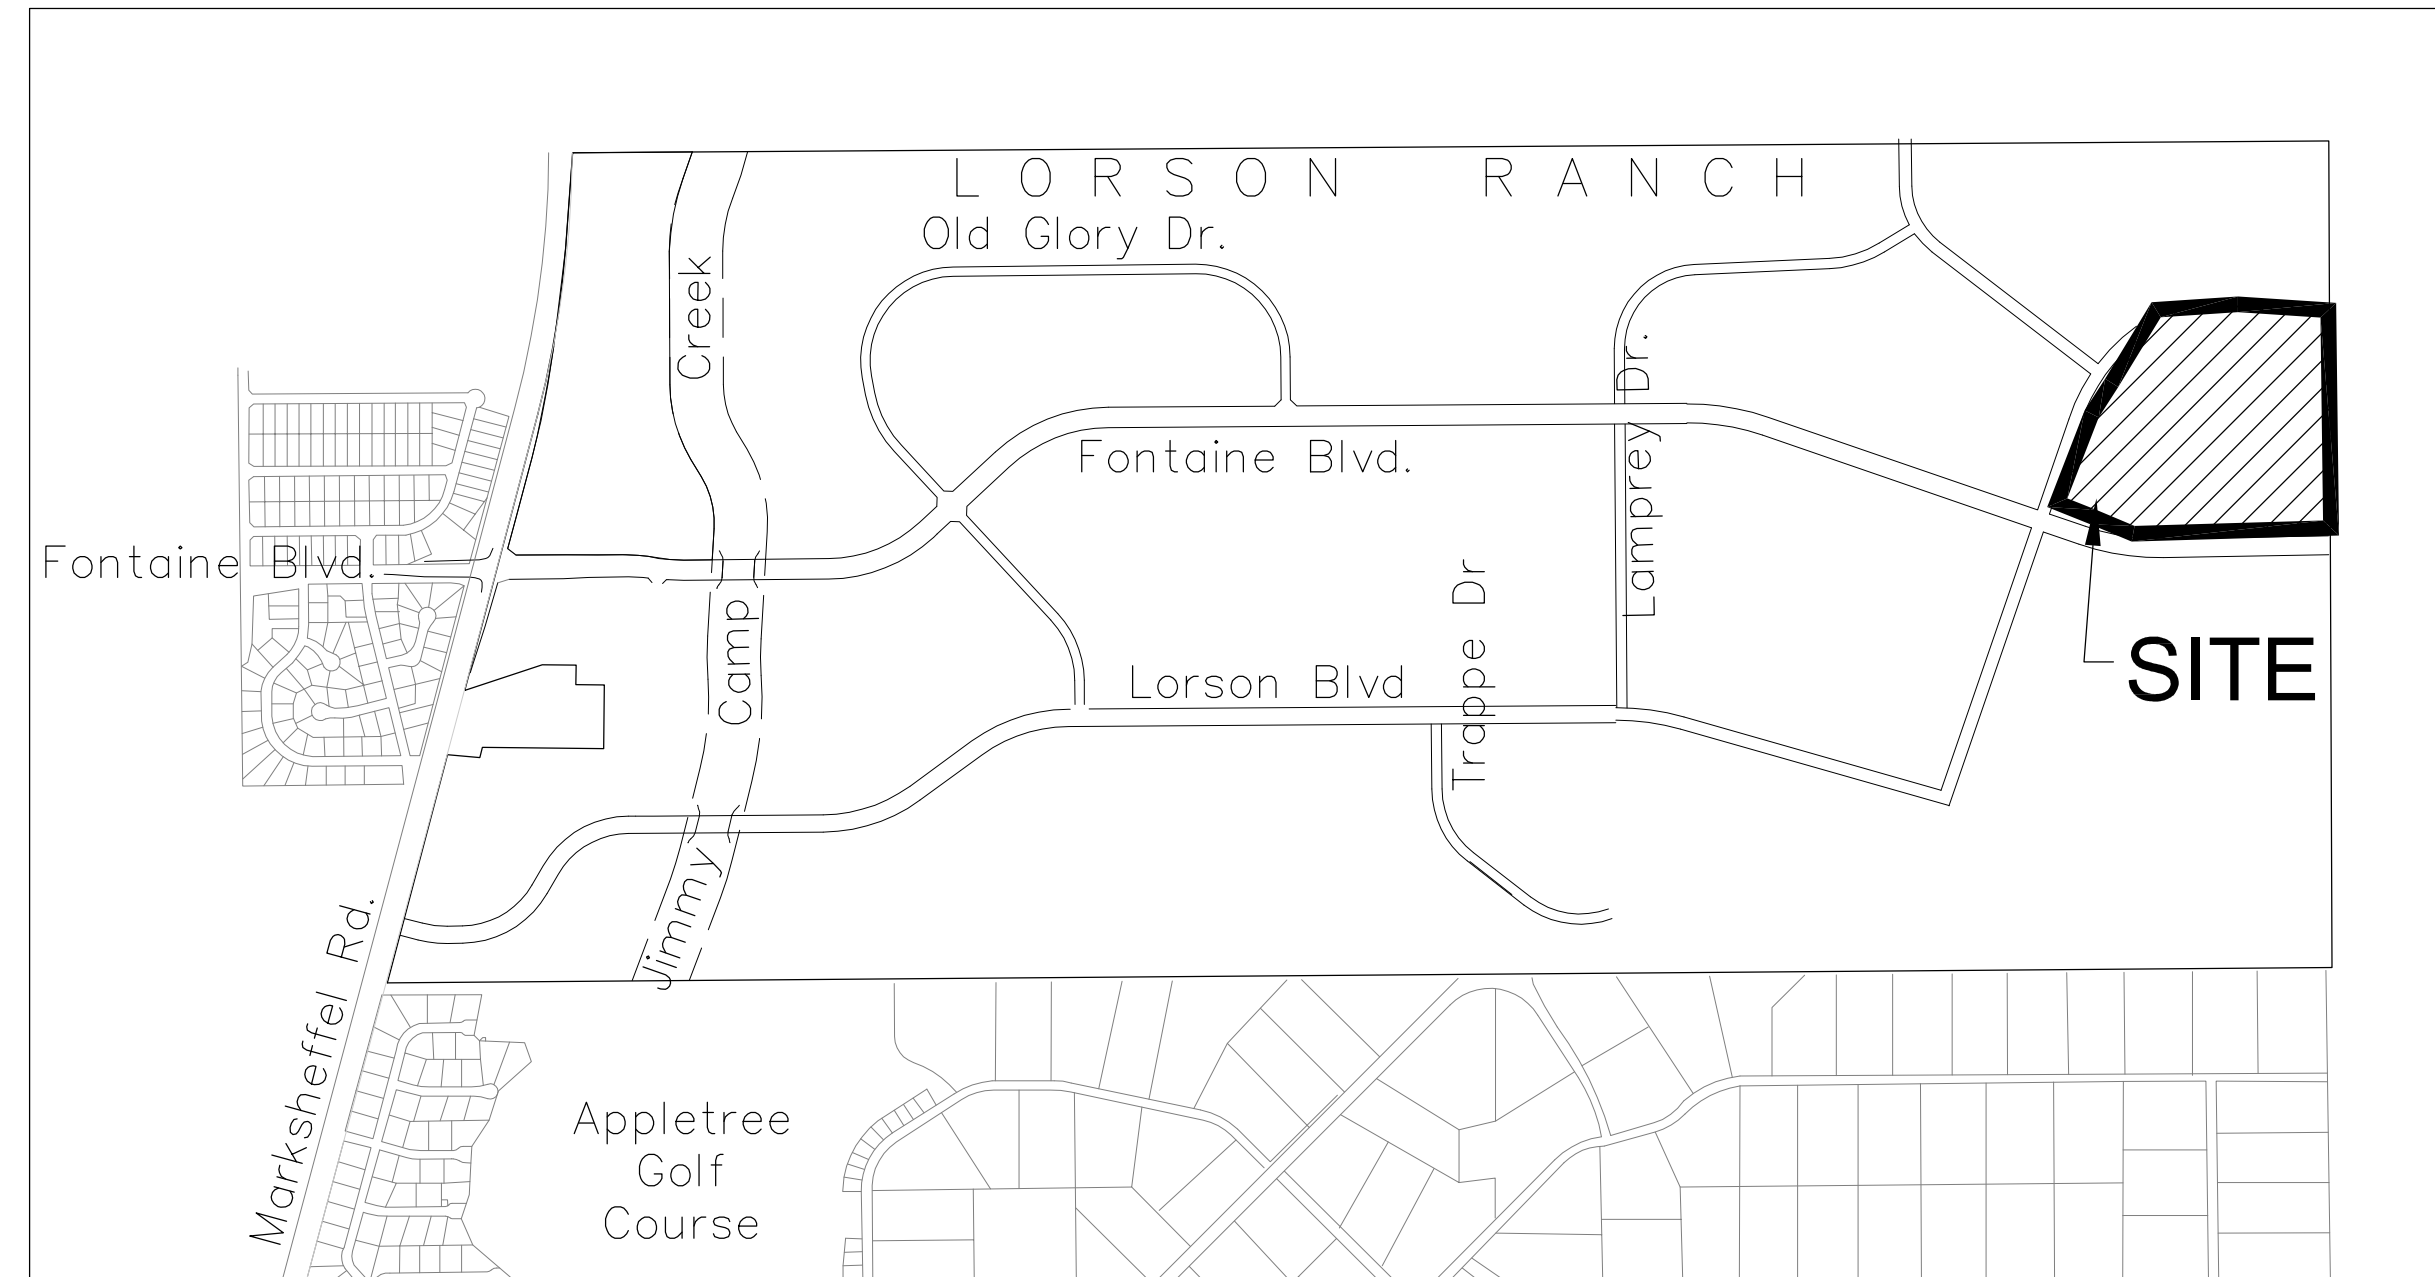 LORSON RANCH
Old Glory Dr.
Creek
Lamprey Dr.
Fontaine Blvd.
Fontaine Blvd.
Trappe Dr
Camp
SITE
Lorson Blvd
Jimmy
Marksheffel Rd.
Appletree
Golf
Course